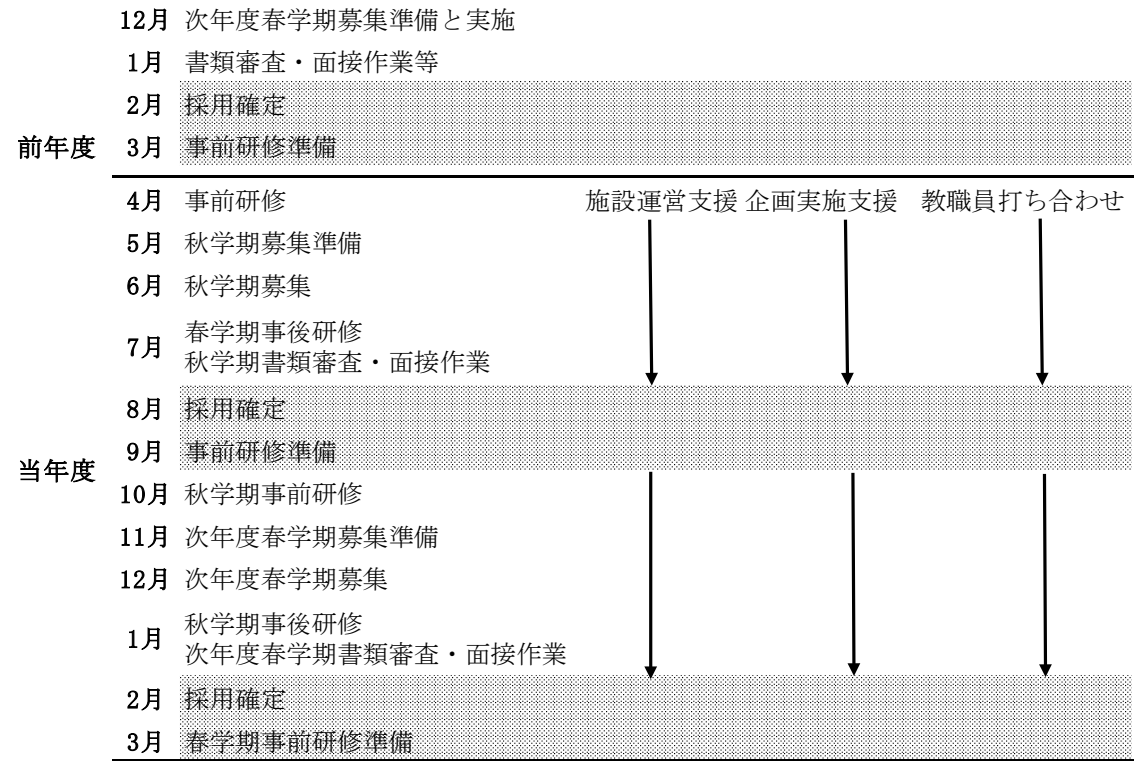 12月 次年度春学期募集準備と実施
1月 書類審査・面接作業等
2月 採用確定
前年度 3月 事前研修準備
4月 事前研修 施設運営支援 企画実施支援 教職員打ち合わせ
5月 秋学期募集準備
6月 秋学期募集
7月 春学期事後研修
秋学期書類審査・面接作業
8月 採用確定
9月 事前研修準備
当年度
10月 秋学期事前研修
11月 次年度春学期募集準備
12月 次年度春学期募集
1月 秋学期事後研修
次年度春学期書類審査・面接作業
2月 採用確定
3月 春学期事前研修準備